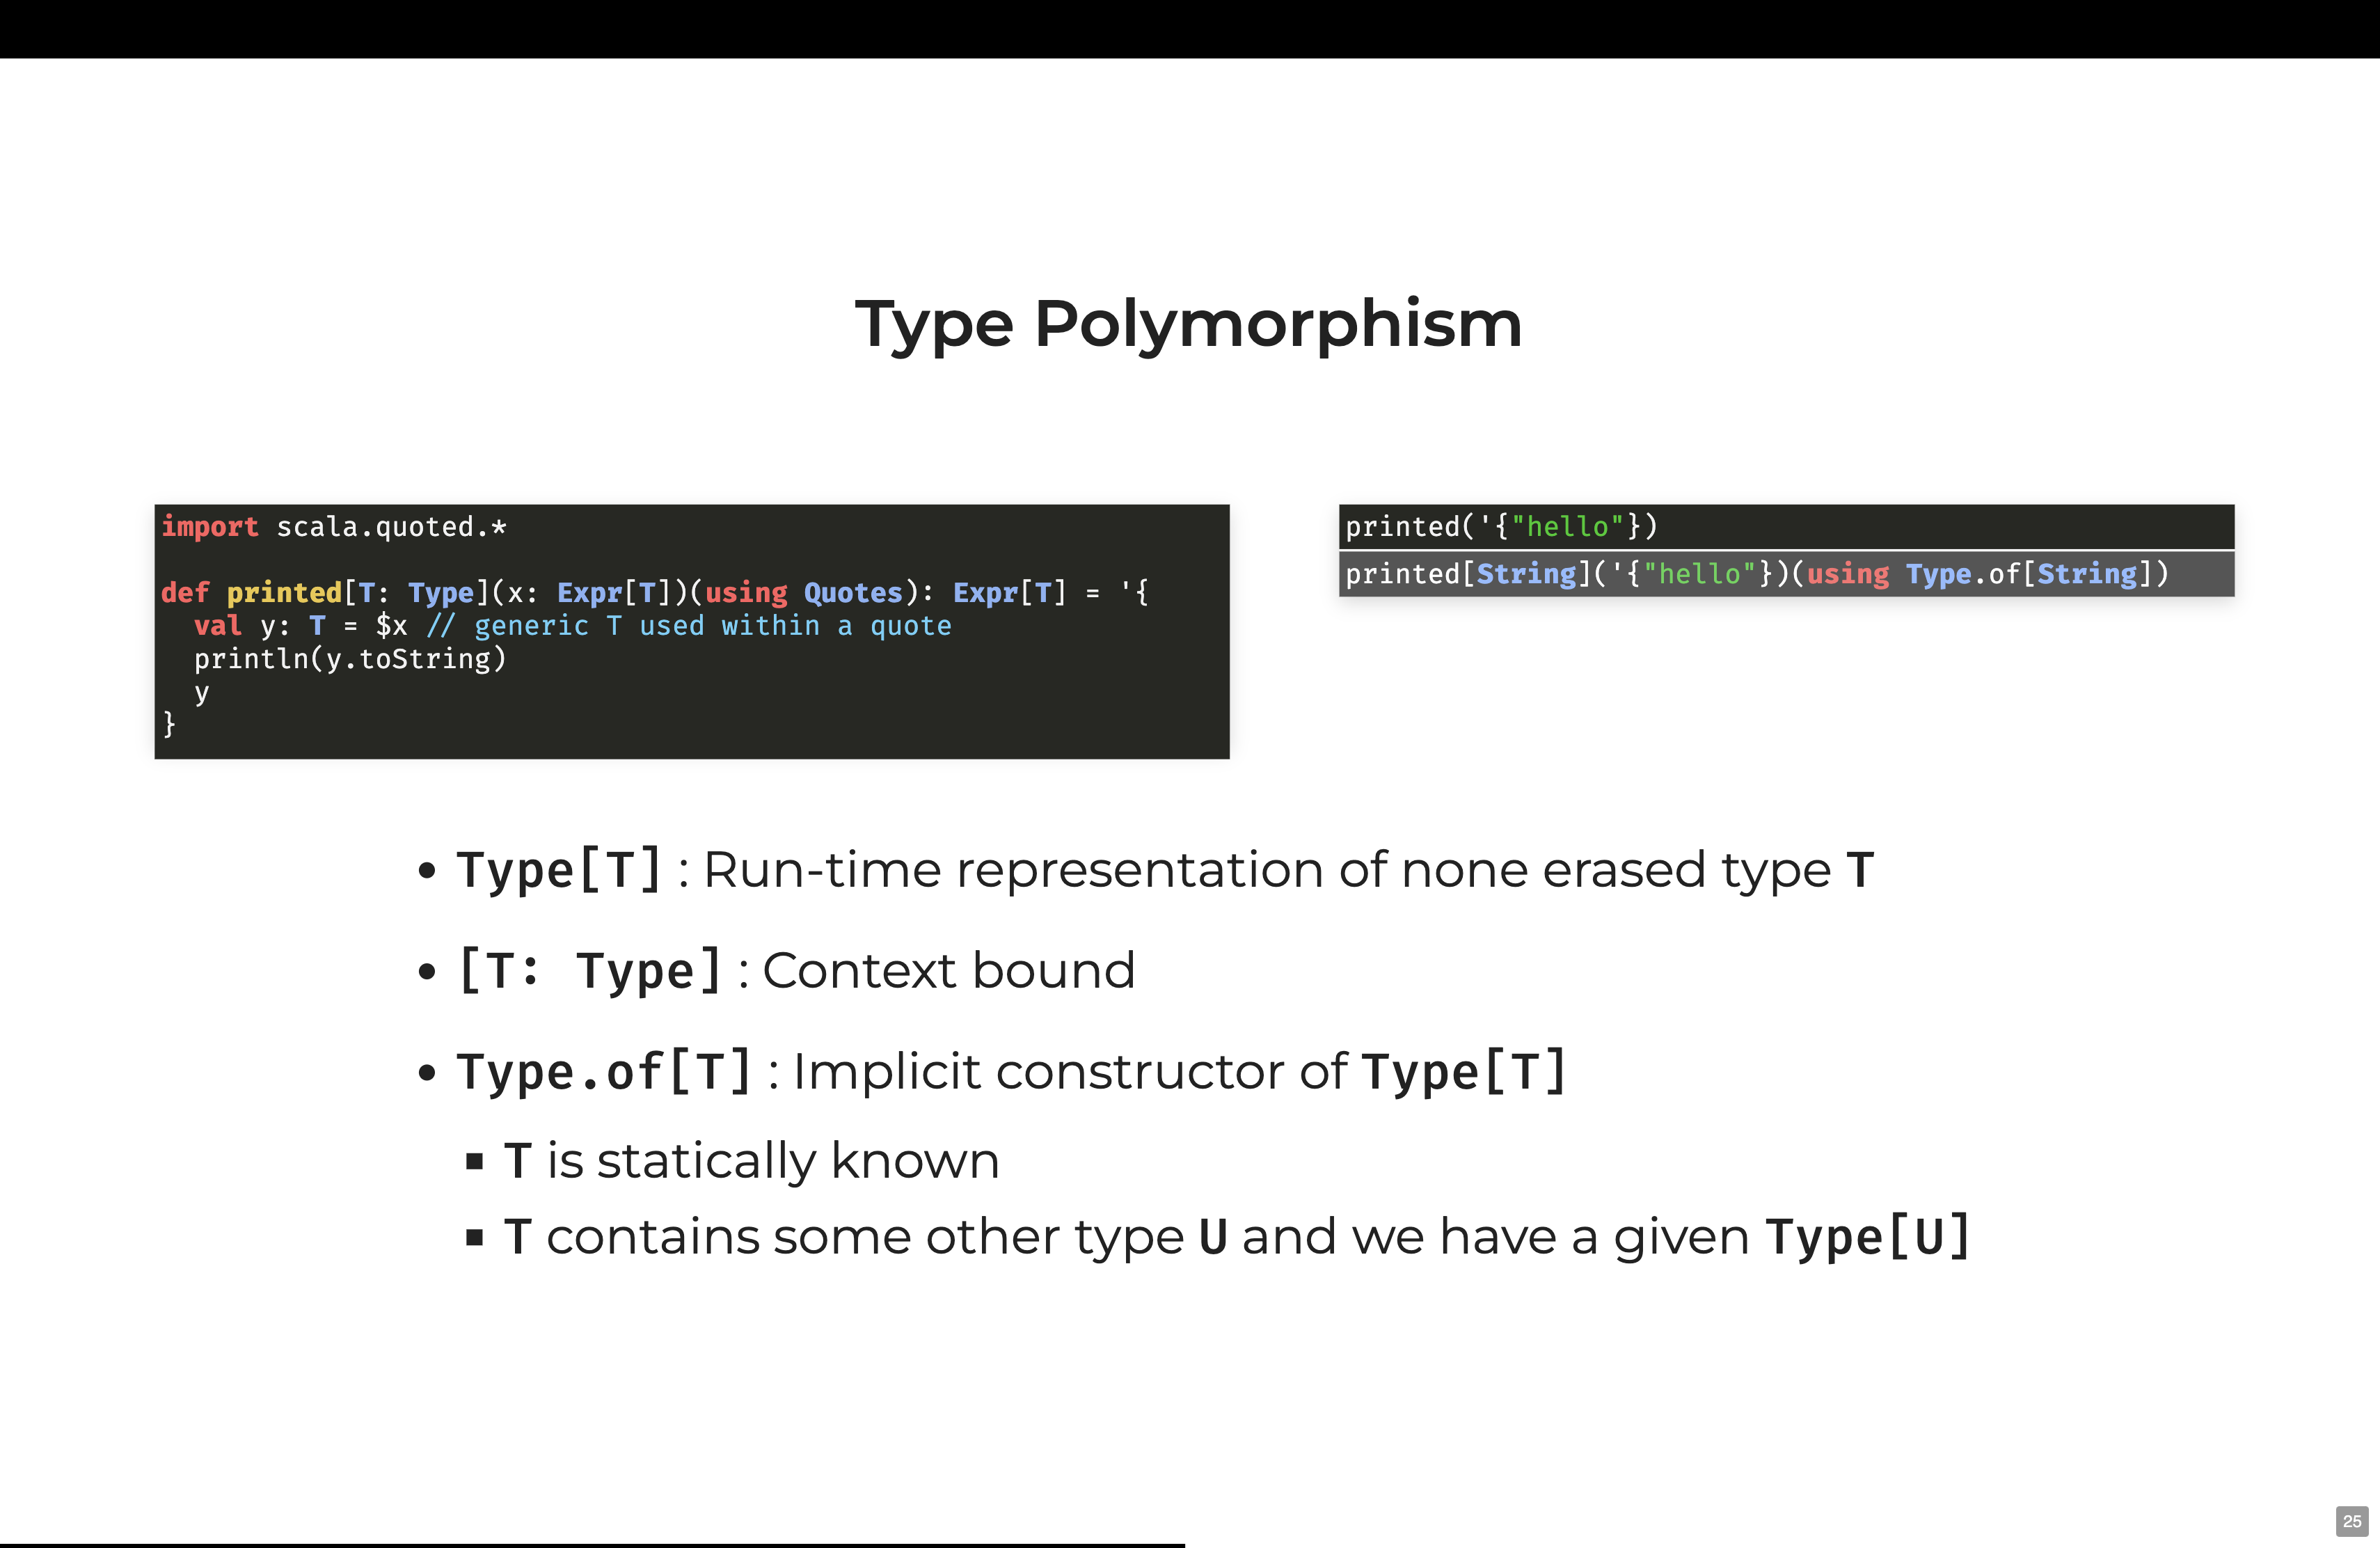 Type Polymorphism
import scala.quoted.*
def printed[T: Type](x: Expr[T])(using Quotes): Expr[T] = '{
  val y: T = $x // generic T used within a quote
  println(y.toString)
  y
}
printed('{"hello"})
printed[String]('{"hello"})(using Type.of[String])
• Type[T] : Run-time representation of none erased type T
• [T: Type] : Context bound
• Type.of[T] : Implicit constructor of Type[T]
▪ T is statically known
▪ T contains some other type U and we have a given Type[U]
25